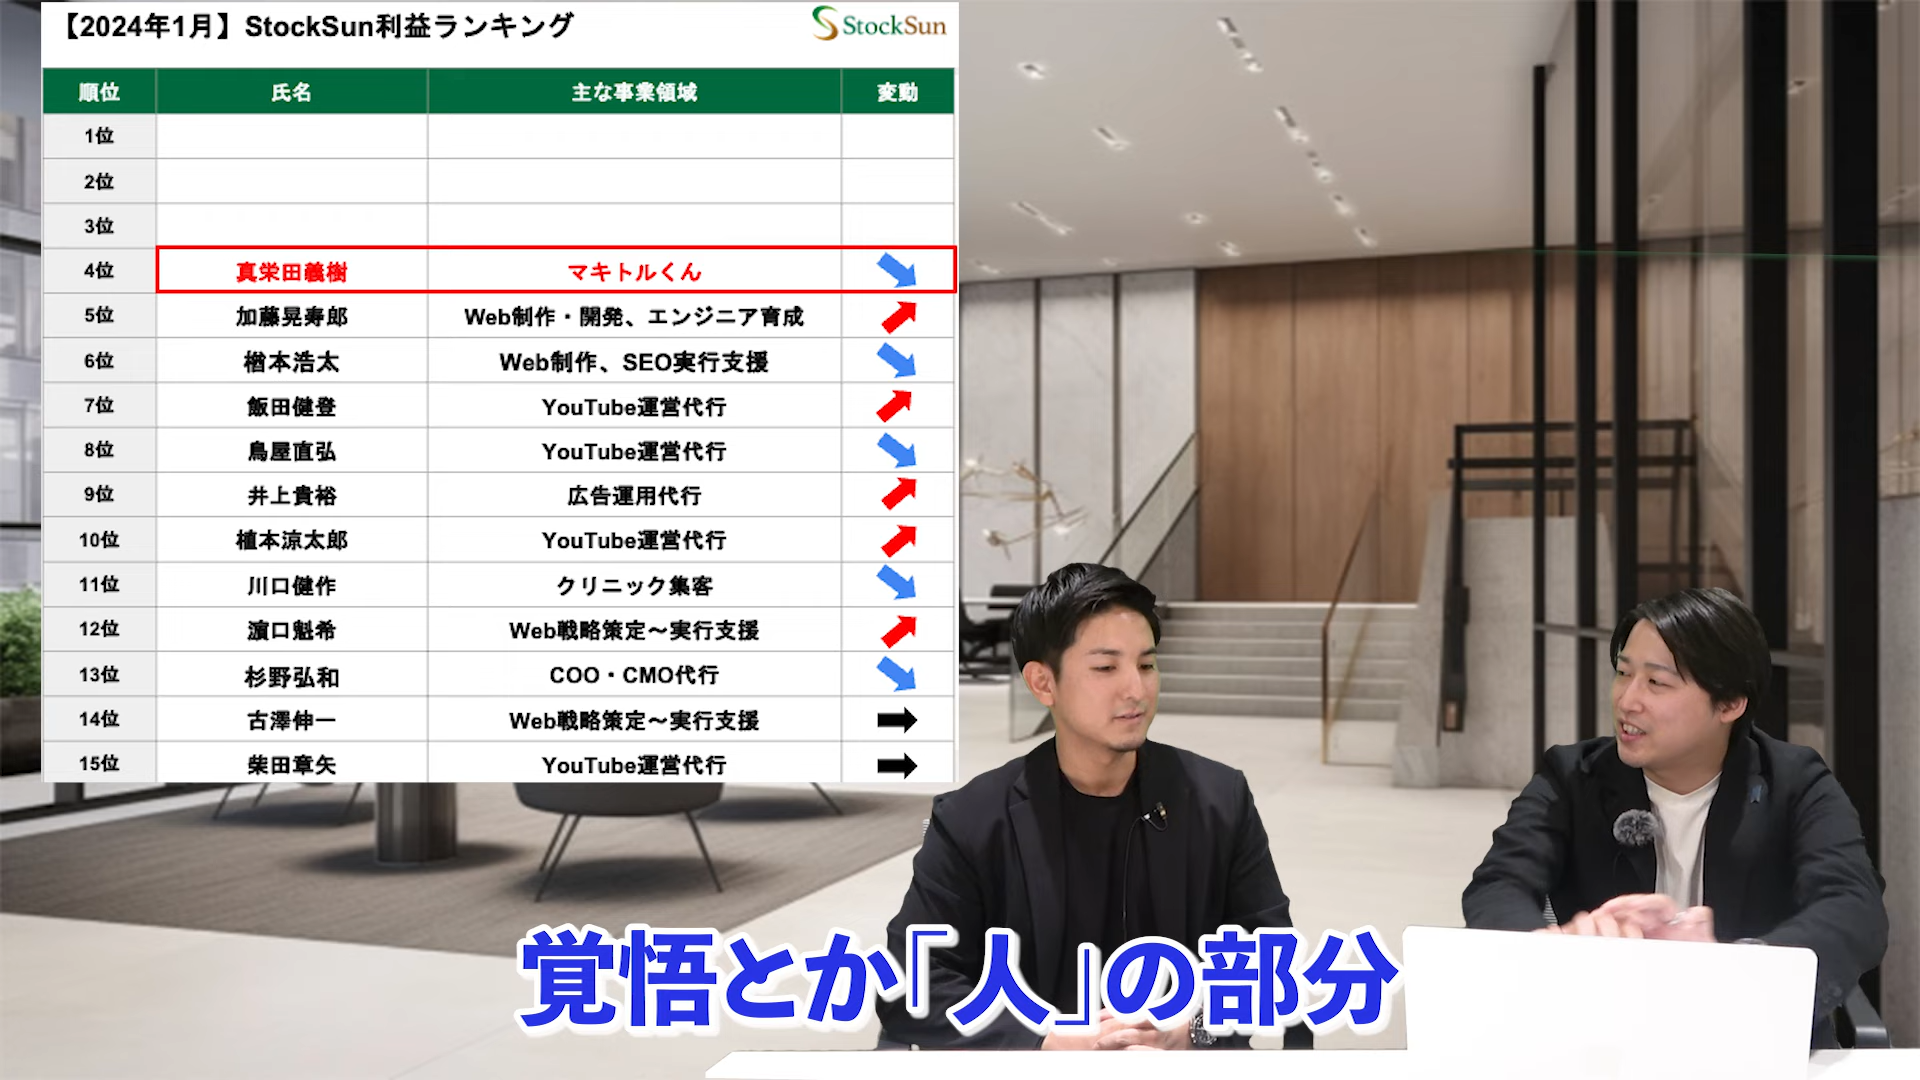 【2024年1月】StockSun利益ランキング
StockSun
順位 氏名 主な事業領域 変動
1位
2位
3位
4位 真栄田義樹 マキトルくん
5位 加藤晃寿郎 Web制作・開発、エンジニア育成
6位 楢本浩太 Web制作、SEO実行支援
7位 飯田健登 YouTube運営代行
8位 鳥屋直弘 YouTube運営代行
9位 井上貴裕 広告運用代行
10位 植本涼太郎 YouTube運営代行
11位 川口健作 クリニック集客
12位 濵口魁希 Web戦略策定〜実行支援
13位 杉野弘和 COO・CMO代行
14位 古澤伸一 Web戦略策定〜実行支援
15位 柴田章矢 YouTube運営代行
覚悟とか「人」の部分